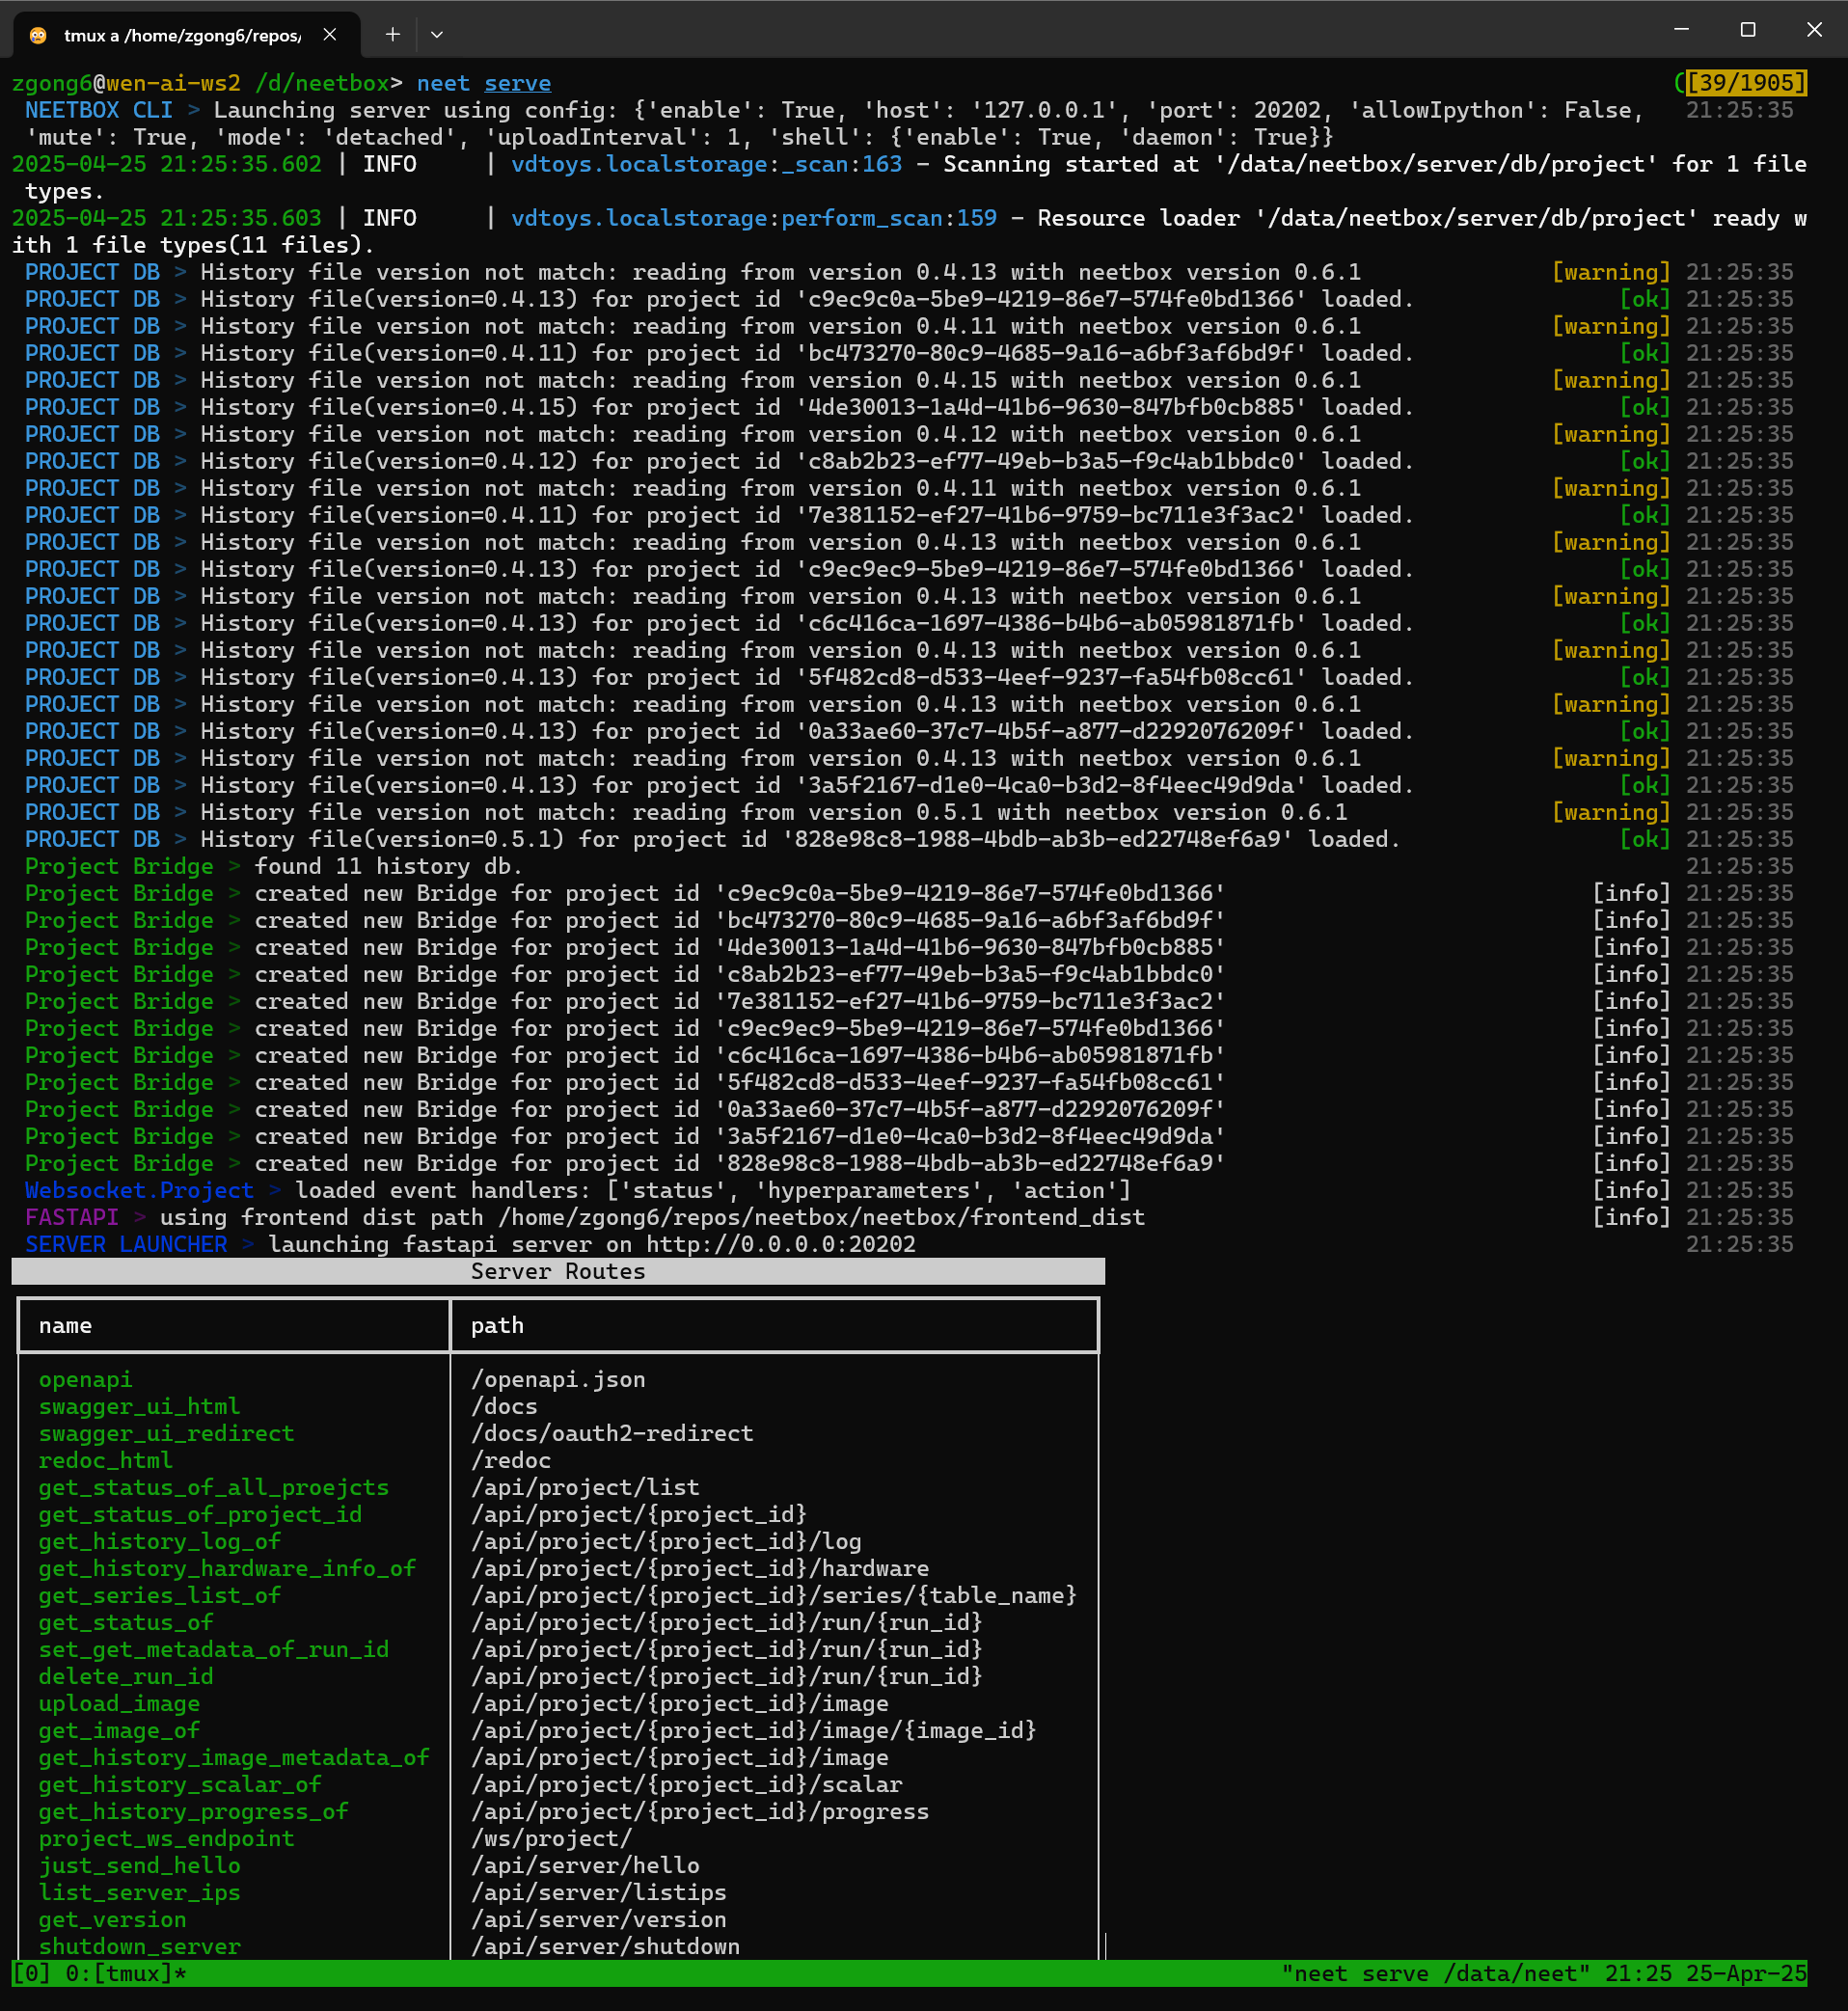 tmux a /home/zgong6/repos/
zgong6@wen-ai-ws2 /d/neetbox> neet serve ([39/1905]
NEETBOX CLI > Launching server using config: {'enable': True, 'host': '127.0.0.1', 'port': 20202, 'allowIpython': False, 21:25:35
'mute': True, 'mode': 'detached', 'uploadInterval': 1, 'shell': {'enable': True, 'daemon': True}}
2025-04-25 21:25:35.602 | INFO | vdtoys.localstorage:_scan:163 - Scanning started at '/data/neetbox/server/db/project' for 1 file
types.
2025-04-25 21:25:35.603 | INFO | vdtoys.localstorage:perform_scan:159 - Resource loader '/data/neetbox/server/db/project' ready w
ith 1 file types(11 files).
PROJECT DB > History file version not match: reading from version 0.4.13 with neetbox version 0.6.1 [warning] 21:25:35
PROJECT DB > History file(version=0.4.13) for project id 'c9ec9c0a-5be9-4219-86e7-574fe0bd1366' loaded. [ok] 21:25:35
PROJECT DB > History file version not match: reading from version 0.4.11 with neetbox version 0.6.1 [warning] 21:25:35
PROJECT DB > History file(version=0.4.11) for project id 'bc473270-80c9-4685-9a16-a6bf3af6bd9f' loaded. [ok] 21:25:35
PROJECT DB > History file version not match: reading from version 0.4.15 with neetbox version 0.6.1 [warning] 21:25:35
PROJECT DB > History file(version=0.4.15) for project id '4de30013-1a4d-41b6-9630-847bfb0cb885' loaded. [ok] 21:25:35
PROJECT DB > History file version not match: reading from version 0.4.12 with neetbox version 0.6.1 [warning] 21:25:35
PROJECT DB > History file(version=0.4.12) for project id 'c8ab2b23-ef77-49eb-b3a5-f9c4ab1bbdc0' loaded. [ok] 21:25:35
PROJECT DB > History file version not match: reading from version 0.4.11 with neetbox version 0.6.1 [warning] 21:25:35
PROJECT DB > History file(version=0.4.11) for project id '7e381152-ef27-41b6-9759-bc711e3f3ac2' loaded. [ok] 21:25:35
PROJECT DB > History file version not match: reading from version 0.4.13 with neetbox version 0.6.1 [warning] 21:25:35
PROJECT DB > History file(version=0.4.13) for project id 'c9ec9ec9-5be9-4219-86e7-574fe0bd1366' loaded. [ok] 21:25:35
PROJECT DB > History file version not match: reading from version 0.4.13 with neetbox version 0.6.1 [warning] 21:25:35
PROJECT DB > History file(version=0.4.13) for project id 'c6c416ca-1697-4386-b4b6-ab05981871fb' loaded. [ok] 21:25:35
PROJECT DB > History file version not match: reading from version 0.4.13 with neetbox version 0.6.1 [warning] 21:25:35
PROJECT DB > History file(version=0.4.13) for project id '5f482cd8-d533-4eef-9237-fa54fb08cc61' loaded. [ok] 21:25:35
PROJECT DB > History file version not match: reading from version 0.4.13 with neetbox version 0.6.1 [warning] 21:25:35
PROJECT DB > History file(version=0.4.13) for project id '0a33ae60-37c7-4b5f-a877-d2292076209f' loaded. [ok] 21:25:35
PROJECT DB > History file version not match: reading from version 0.4.13 with neetbox version 0.6.1 [warning] 21:25:35
PROJECT DB > History file(version=0.4.13) for project id '3a5f2167-d1e0-4ca0-b3d2-8f4eec49d9da' loaded. [ok] 21:25:35
PROJECT DB > History file version not match: reading from version 0.5.1 with neetbox version 0.6.1 [warning] 21:25:35
PROJECT DB > History file(version=0.5.1) for project id '828e98c8-1988-4bdb-ab3b-ed22748ef6a9' loaded. [ok] 21:25:35
Project Bridge > found 11 history db. 21:25:35
Project Bridge > created new Bridge for project id 'c9ec9c0a-5be9-4219-86e7-574fe0bd1366' [info] 21:25:35
Project Bridge > created new Bridge for project id 'bc473270-80c9-4685-9a16-a6bf3af6bd9f' [info] 21:25:35
Project Bridge > created new Bridge for project id '4de30013-1a4d-41b6-9630-847bfb0cb885' [info] 21:25:35
Project Bridge > created new Bridge for project id 'c8ab2b23-ef77-49eb-b3a5-f9c4ab1bbdc0' [info] 21:25:35
Project Bridge > created new Bridge for project id '7e381152-ef27-41b6-9759-bc711e3f3ac2' [info] 21:25:35
Project Bridge > created new Bridge for project id 'c9ec9ec9-5be9-4219-86e7-574fe0bd1366' [info] 21:25:35
Project Bridge > created new Bridge for project id 'c6c416ca-1697-4386-b4b6-ab05981871fb' [info] 21:25:35
Project Bridge > created new Bridge for project id '5f482cd8-d533-4eef-9237-fa54fb08cc61' [info] 21:25:35
Project Bridge > created new Bridge for project id '0a33ae60-37c7-4b5f-a877-d2292076209f' [info] 21:25:35
Project Bridge > created new Bridge for project id '3a5f2167-d1e0-4ca0-b3d2-8f4eec49d9da' [info] 21:25:35
Project Bridge > created new Bridge for project id '828e98c8-1988-4bdb-ab3b-ed22748ef6a9' [info] 21:25:35
Websocket.Project > loaded event handlers: ['status', 'hyperparameters', 'action'] [info] 21:25:35
FASTAPI > using frontend dist path /home/zgong6/repos/neetbox/neetbox/frontend_dist [info] 21:25:35
SERVER LAUNCHER > launching fastapi server on http://0.0.0.0:20202 21:25:35
Server Routes
name path
openapi /openapi.json
swagger_ui_html /docs
swagger_ui_redirect /docs/oauth2-redirect
redoc_html /redoc
get_status_of_all_proejcts /api/project/list
get_status_of_project_id /api/project/{project_id}
get_history_log_of /api/project/{project_id}/log
get_history_hardware_info_of /api/project/{project_id}/hardware
get_series_list_of /api/project/{project_id}/series/{table_name}
get_status_of /api/project/{project_id}/run/{run_id}
set_get_metadata_of_run_id /api/project/{project_id}/run/{run_id}
delete_run_id /api/project/{project_id}/run/{run_id}
upload_image /api/project/{project_id}/image
get_image_of /api/project/{project_id}/image/{image_id}
get_history_image_metadata_of /api/project/{project_id}/image
get_history_scalar_of /api/project/{project_id}/scalar
get_history_progress_of /api/project/{project_id}/progress
project_ws_endpoint /ws/project/
just_send_hello /api/server/hello
list_server_ips /api/server/listips
get_version /api/server/version
shutdown_server /api/server/shutdown
[0] 0:[tmux]* "neet serve /data/neet" 21:25 25-Apr-25